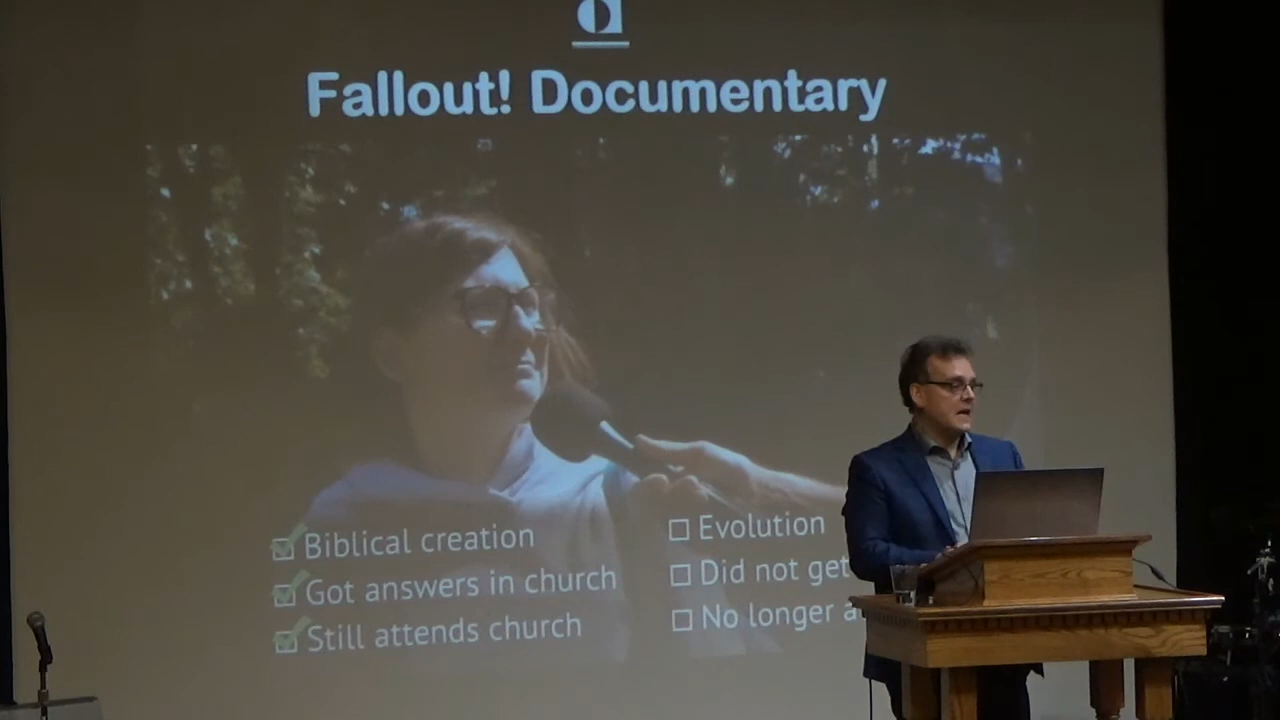 Fallout! Documentary
Biblical creation
Got answers in church
Still attends church
Evolution
Did not get
No longer